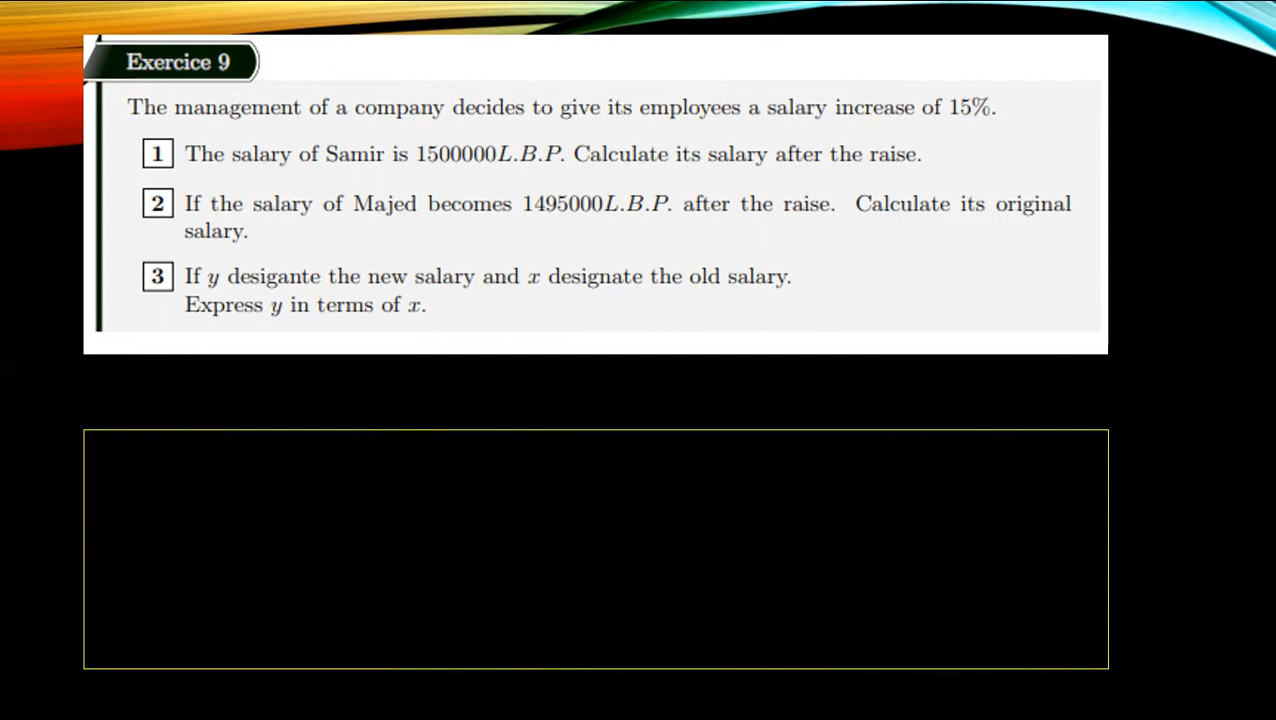 Exercice 9
The management of a company decides to give its employees a salary increase of 15%.
1 The salary of Samir is 1500000L.B.P. Calculate its salary after the raise.
2 If the salary of Majed becomes 1495000L.B.P. after the raise. Calculate its original
salary.
3 If y desigante the new salary and x designate the old salary.
Express y in terms of x.